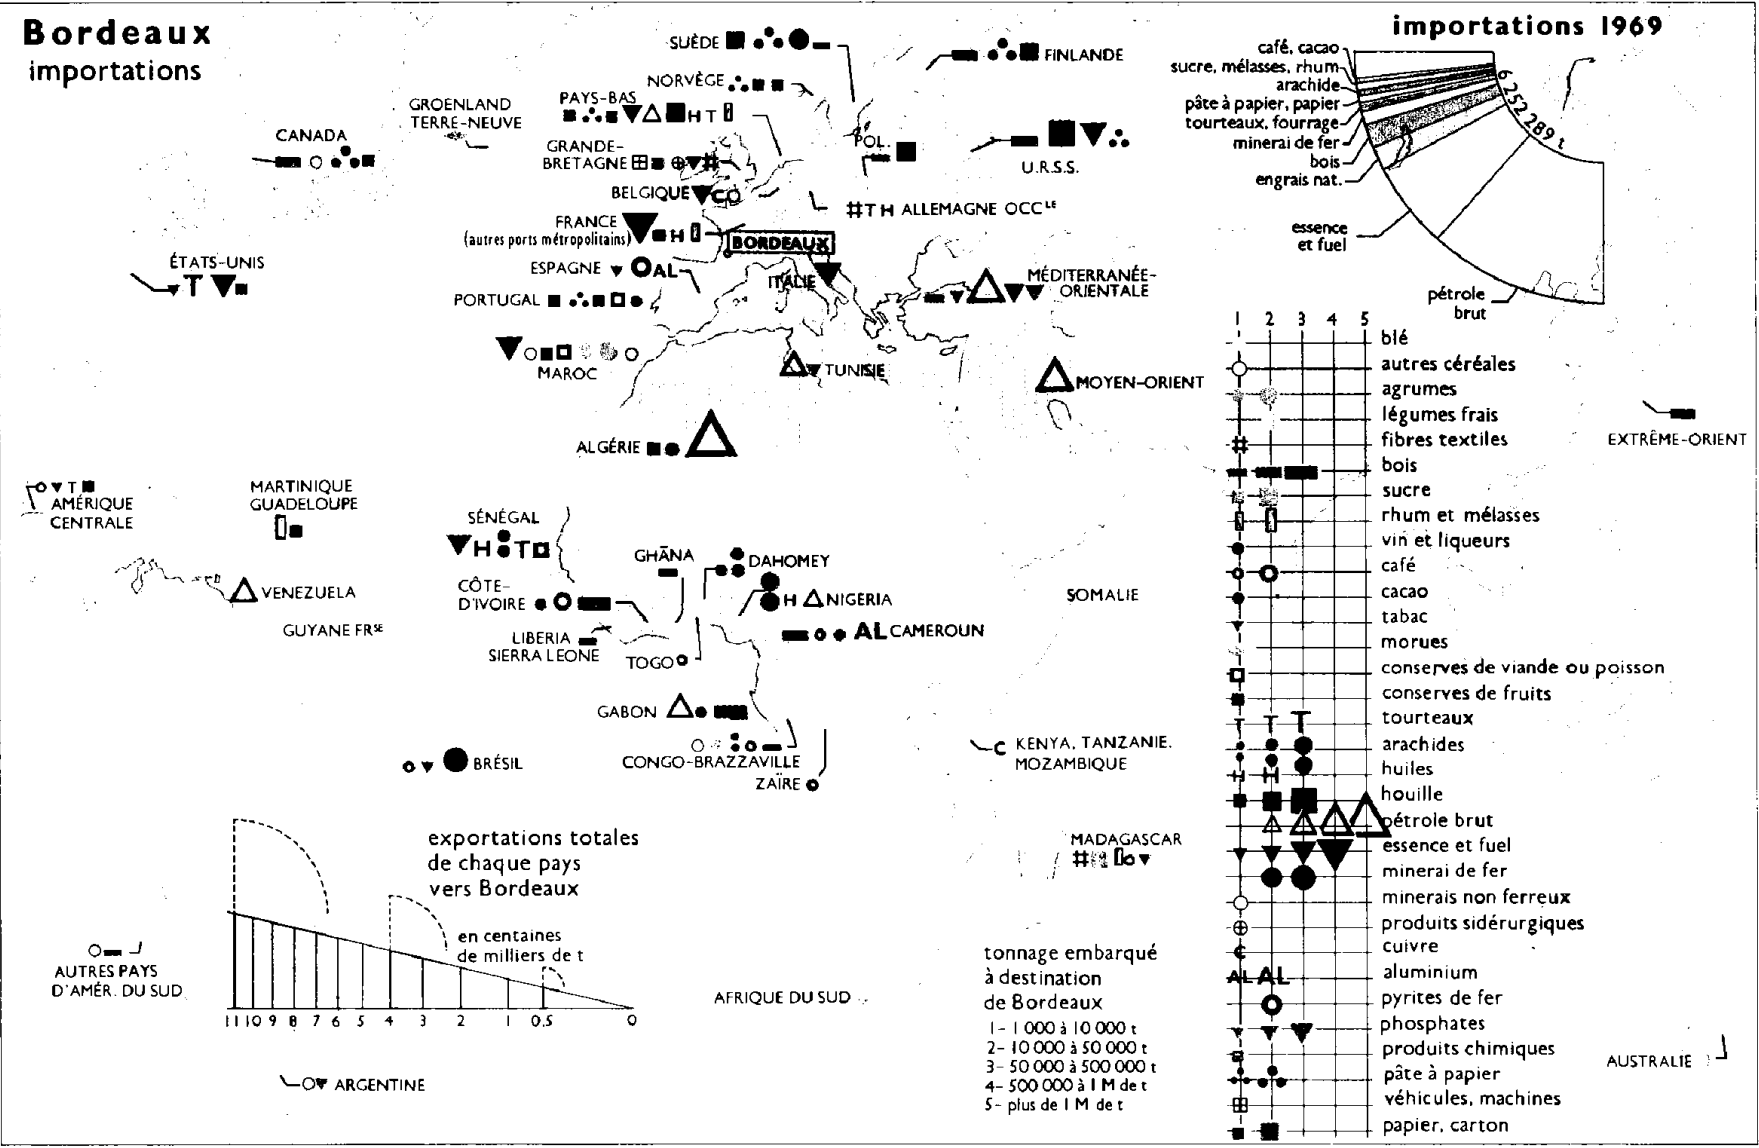 Bordeaux
importations
importations 1969
café, cacao
sucre, mélasses, rhum
arachide
pâte à papier, papier
tourteaux, fourrage
minerai de fer
bois
engrais nat.
essence
et fuel
pétrole
brut
6 252 289 t
SUÈDE
FINLANDE
NORVÈGE
PAYS-BAS
H T
GROENLAND
TERRE-NEUVE
CANADA
GRANDE-
BRETAGNE
POL.
U.R.S.S.
BELGIQUE
T H ALLEMAGNE OCCLE
FRANCE
(autres ports métropolitains)
H
BORDEAUX
ÉTATS-UNIS
T
ESPAGNE
AL
ITALIE
MÉDITERRANÉE-
ORIENTALE
PORTUGAL
MAROC
TUNISIE
MOYEN-ORIENT
EXTRÊME-ORIENT
ALGÉRIE
T
AMÉRIQUE
CENTRALE
MARTINIQUE
GUADELOUPE
SÉNÉGAL
H T
GHĀNA
DAHOMEY
VENEZUELA
CÔTE-
D'IVOIRE
H NIGERIA
SOMALIE
GUYANE FRSE
LIBERIA
SIERRA LEONE
TOGO
AL CAMEROUN
GABON
CONGO-BRAZZAVILLE
ZAÏRE
BRÉSIL
C KENYA, TANZANIE.
MOZAMBIQUE
MADAGASCAR
AUTRES PAYS
D'AMÉR. DU SUD
AFRIQUE DU SUD
ARGENTINE
AUSTRALIE
exportations totales
de chaque pays
vers Bordeaux
en centaines
de milliers de t
11 10 9 8 7 6 5 4 3 2 1 0.5 0
tonnage embarqué
à destination
de Bordeaux
1- 1 000 à 10 000 t
2- 10 000 à 50 000 t
3- 50 000 à 500 000 t
4- 500 000 à 1 M de t
5- plus de 1 M de t
1 2 3 4 5
blé
autres céréales
agrumes
légumes frais
fibres textiles
bois
sucre
rhum et mélasses
vin et liqueurs
café
cacao
tabac
morues
conserves de viande ou poisson
conserves de fruits
T T T tourteaux
arachides
H H huiles
houille
pétrole brut
essence et fuel
minerai de fer
minerais non ferreux
produits sidérurgiques
C cuivre
AL AL aluminium
pyrites de fer
phosphates
produits chimiques
pâte à papier
véhicules, machines
papier, carton